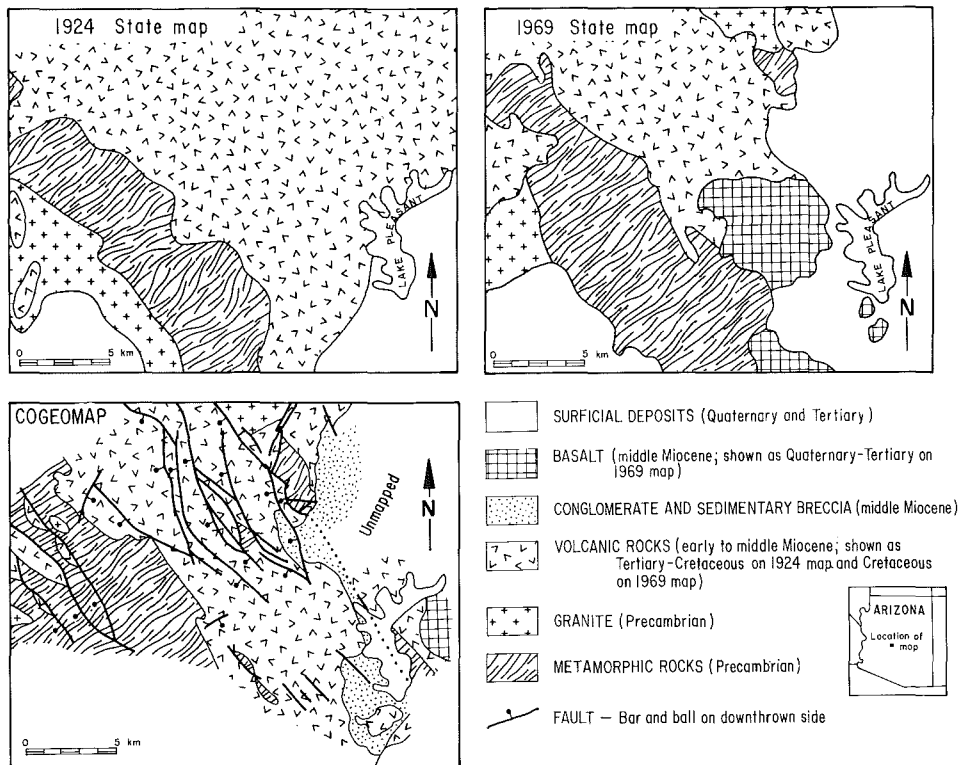 1924 State map
LAKE PLEASANT
N
0 5 km
1969 State map
LAKE PLEASANT
N
0 5 km
COGEOMAP
Unmapped
N
0 5 km
SURFICIAL DEPOSITS (Quaternary and Tertiary)
BASALT (middle Miocene; shown as Quaternary-Tertiary on
1969 map)
CONGLOMERATE AND SEDIMENTARY BRECCIA (middle Miocene)
VOLCANIC ROCKS (early to middle Miocene; shown as
Tertiary-Cretaceous on 1924 map and Cretaceous
on 1969 map)
GRANITE (Precambrian)
METAMORPHIC ROCKS (Precambrian)
FAULT — Bar and ball on downthrown side
ARIZONA
Location of
map